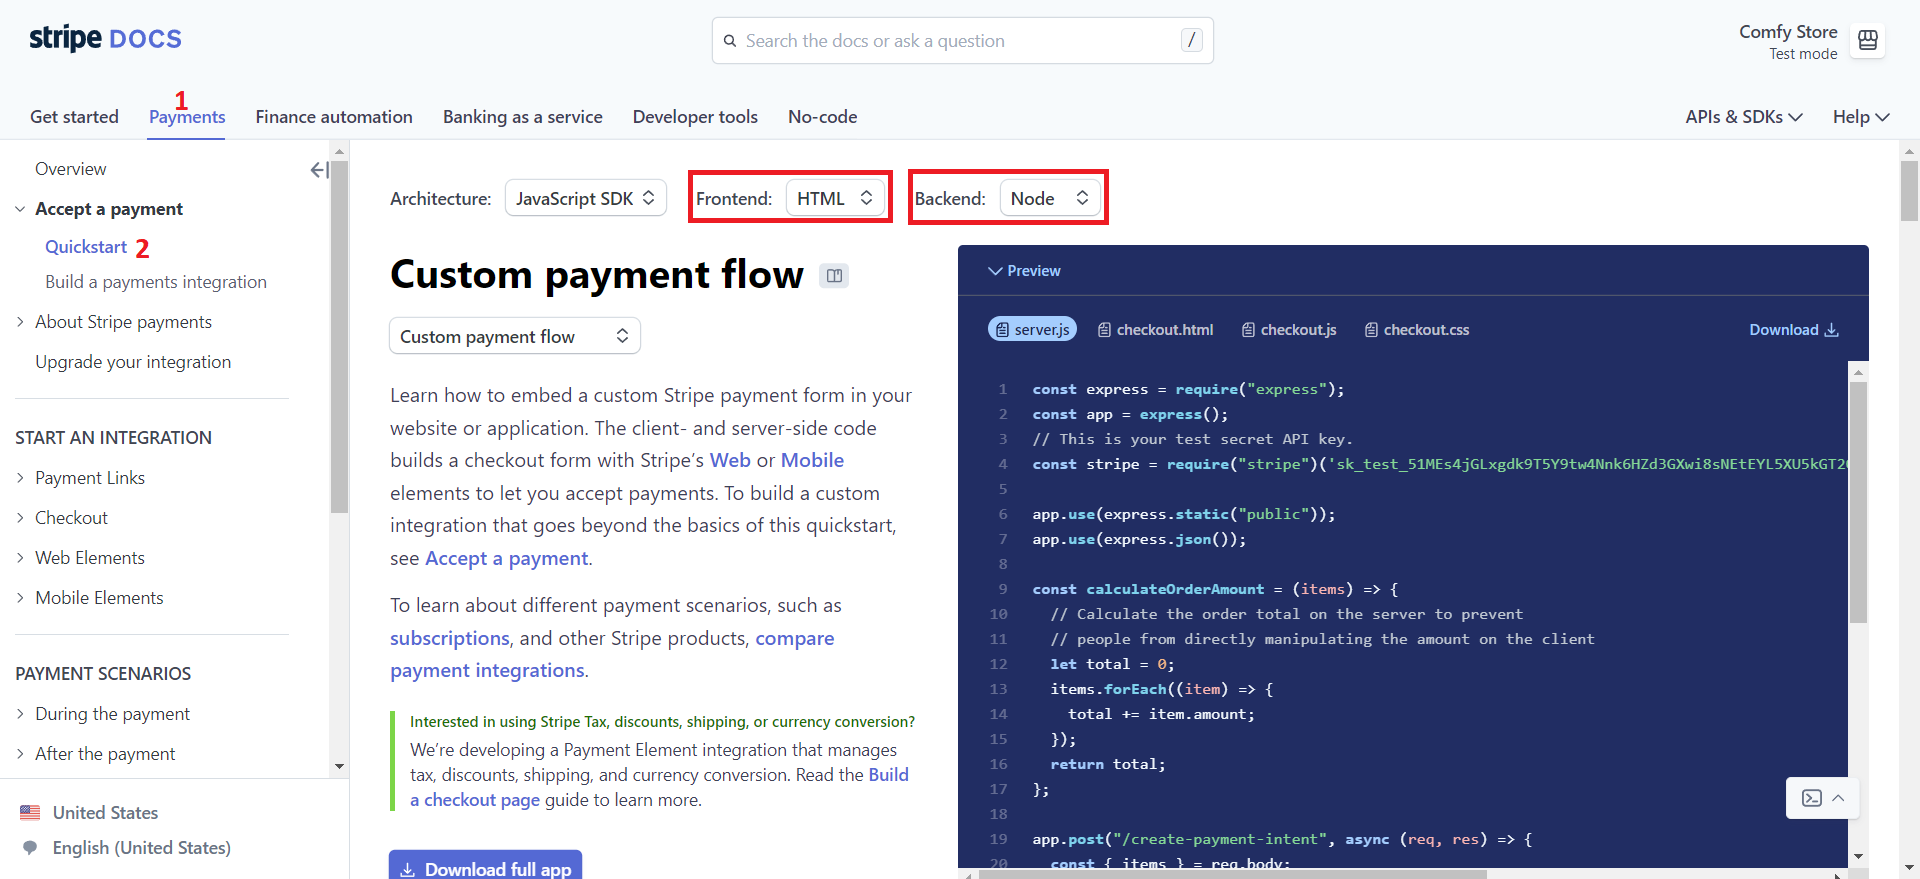 stripe DOCS
Search the docs or ask a question
/
Comfy Store
Test mode
1
Get started
Payments
Finance automation
Banking as a service
Developer tools
No-code
APIs & SDKs
Help
Overview
Accept a payment
Quickstart 2
Build a payments integration
About Stripe payments
Upgrade your integration
START AN INTEGRATION
Payment Links
Checkout
Web Elements
Mobile Elements
PAYMENT SCENARIOS
During the payment
After the payment
United States
English (United States)
Architecture: JavaScript SDK
Frontend: HTML
Backend: Node
Custom payment flow
Custom payment flow
Learn how to embed a custom Stripe payment form in your
website or application. The client- and server-side code
builds a checkout form with Stripe’s Web or Mobile
elements to let you accept payments. To build a custom
integration that goes beyond the basics of this quickstart,
see Accept a payment.
To learn about different payment scenarios, such as
subscriptions, and other Stripe products, compare
payment integrations.
Interested in using Stripe Tax, discounts, shipping, or currency conversion?
We’re developing a Payment Element integration that manages
tax, discounts, shipping, and currency conversion. Read the Build
a checkout page guide to learn more.
Download full app
Preview
server.js
checkout.html
checkout.js
checkout.css
Download
1 const express = require("express");
2 const app = express();
3 // This is your test secret API key.
4 const stripe = require("stripe")('sk_test_51MEs4jGLxgdk9T5Y9tw4Nnk6HZd3GXwi8sNEtEYL5XU5kGT2
5
6 app.use(express.static("public"));
7 app.use(express.json());
8
9 const calculateOrderAmount = (items) => {
10 // Calculate the order total on the server to prevent
11 // people from directly manipulating the amount on the client
12 let total = 0;
13 items.forEach((item) => {
14 total += item.amount;
15 });
16 return total;
17 };
18
19 app.post("/create-payment-intent", async (req, res) => {
20 const { items } = req.body;